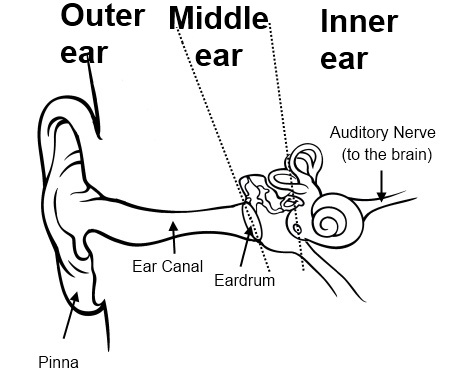 Outer
ear
Middle
ear
Inner
ear
Auditory Nerve
(to the brain)
Ear Canal
Eardrum
Pinna